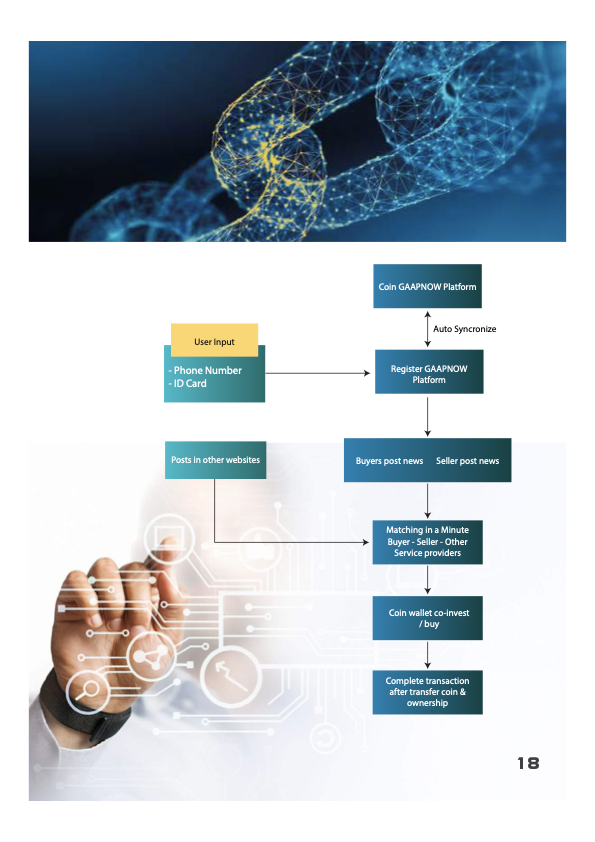 Coin GAAPNOW Platform
Auto Syncronize
User Input
- Phone Number
- ID Card
Register GAAPNOW
Platform
Posts in other websites
Buyers post news Seller post news
Matching in a Minute
Buyer - Seller - Other
Service providers
Coin wallet co-invest
/ buy
Complete transaction
after transfer coin &
ownership
18